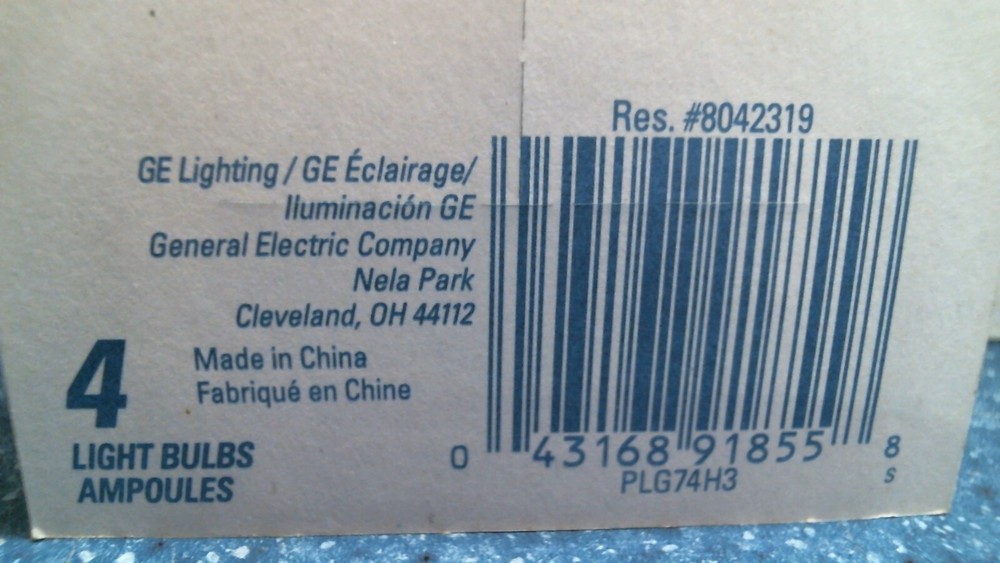 Res. #8042319
GE Lighting / GE Éclairage/
Iluminación GE
General Electric Company
Nela Park
Cleveland, OH 44112
Made in China
Fabriqué en Chine
4
LIGHT BULBS
AMPOULES
0 43168 91855 8
PLG74H3 S